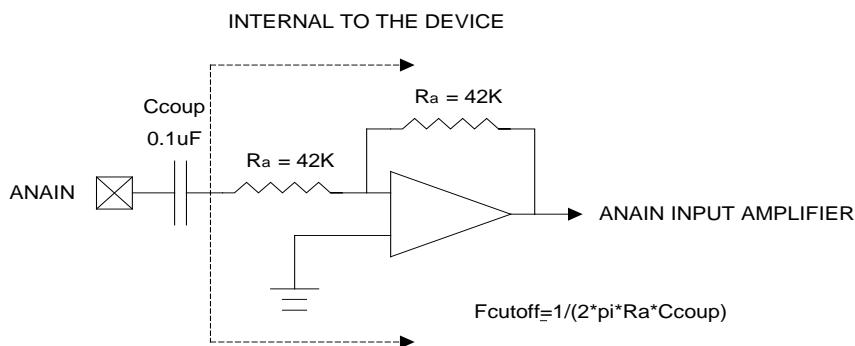 INTERNAL TO THE DEVICE
Ccoup
0.1uF
Ra = 42K
Ra = 42K
ANAIN
ANAIN INPUT AMPLIFIER
Fcutoff=1/(2*pi*Ra*Ccoup)